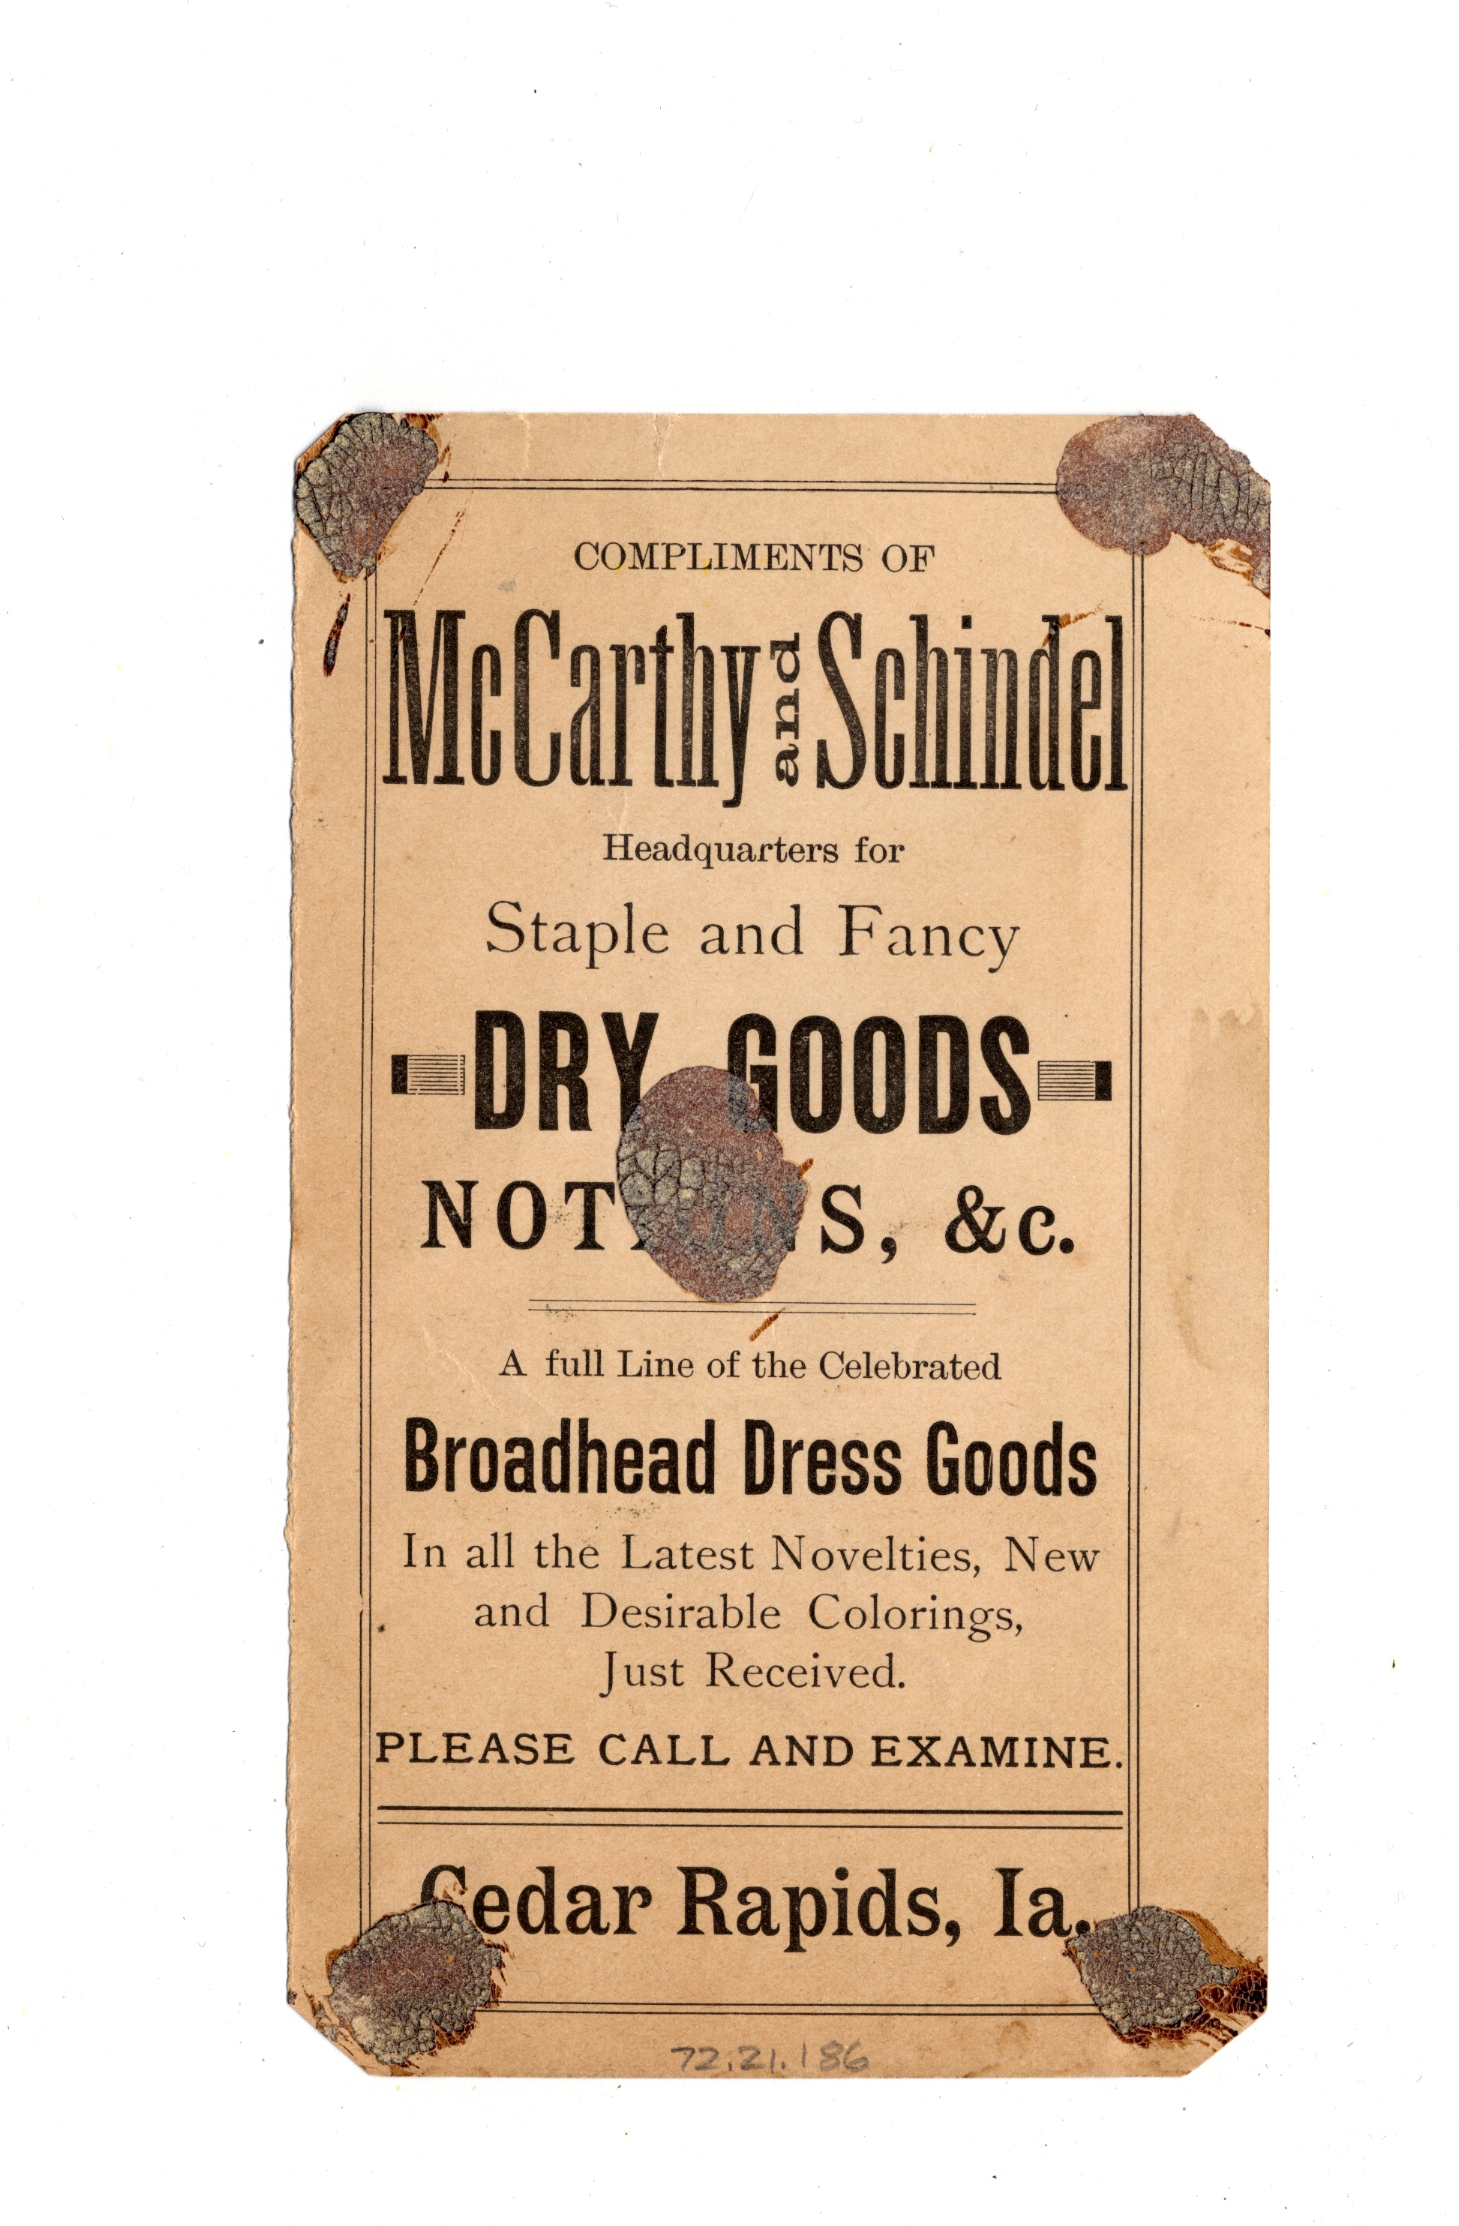 COMPLIMENTS OF
McCarthy and Schindel
Headquarters for
Staple and Fancy
DRY GOODS
NOTIONS, &c.
A full Line of the Celebrated
Broadhead Dress Goods
In all the Latest Novelties, New
and Desirable Colorings,
Just Received.
PLEASE CALL AND EXAMINE.
Cedar Rapids, Ia.
72.21.186